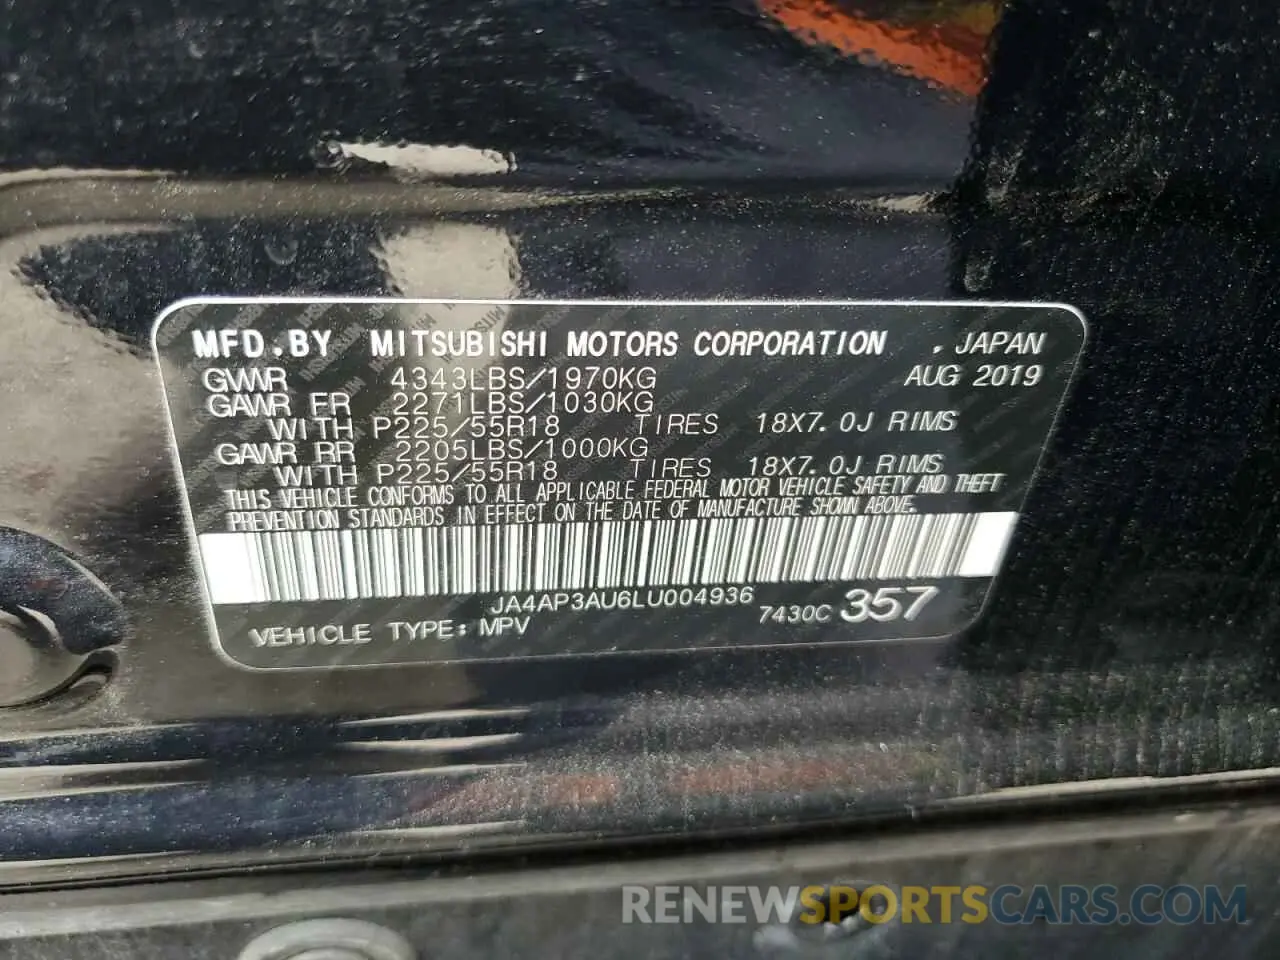 MFD.BY MITSUBISHI MOTORS CORPORATION , JAPAN
GVWR 4343LBS/1970KG AUG 2019
GAWR FR 2271LBS/1030KG
WITH P225/55R18 TIRES 18X7.0J RIMS
GAWR RR 2205LBS/1000KG
WITH P225/55R18 TIRES 18X7.0J RIMS
THIS VEHICLE CONFORMS TO ALL APPLICABLE FEDERAL MOTOR VEHICLE SAFETY AND THEFT
PREVENTION STANDARDS IN EFFECT ON THE DATE OF MANUFACTURE SHOWN ABOVE.
JA4AP3AU6LU004936
VEHICLE TYPE: MPV 7430C 357
RENEWSPORTSCARS.COM